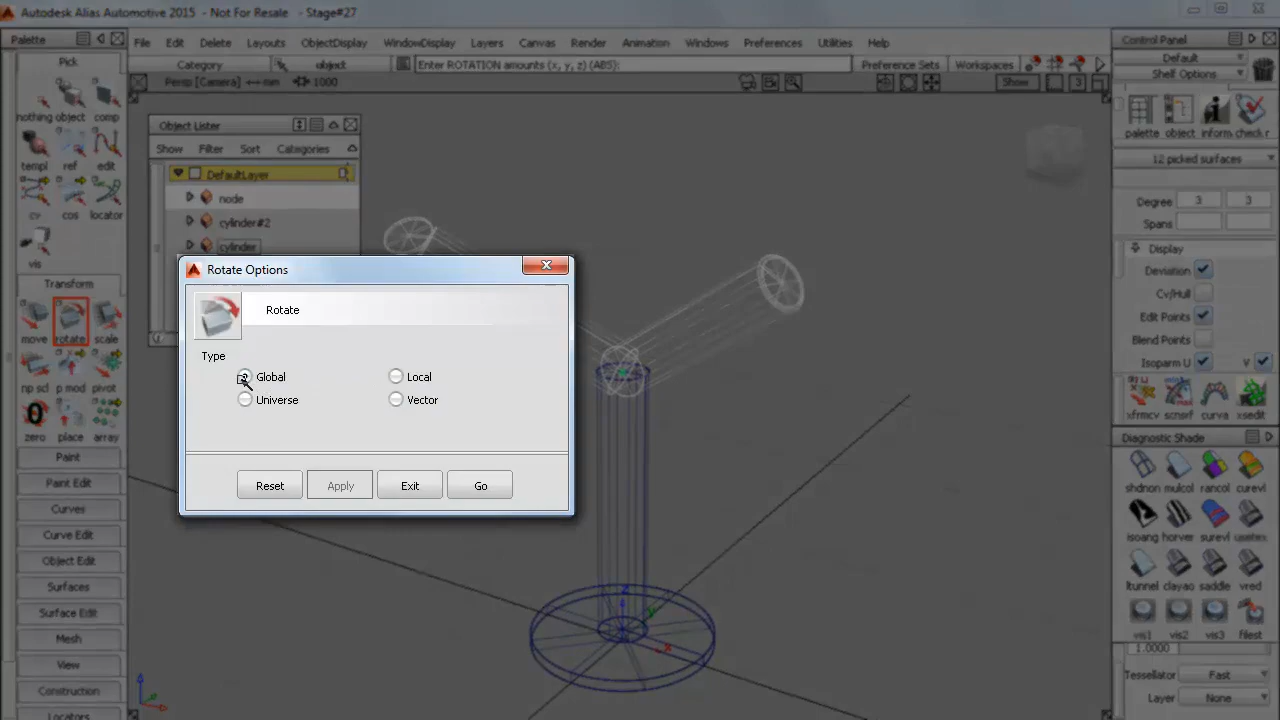 Autodesk Alias Automotive 2015 - Not For Resale - Stage#27
Palette
File Edit Delete Layouts ObjectDisplay WindowDisplay Layers Canvas Render Animation Windows Preferences Utilities Help
Category object Enter ROTATION amounts (x, y, z) (ABS): Preference Sets Workspaces
Persp [Camera] mm 1000 Show 3
Pick
nothing object comp
templ ref edit
cv cos locator
vis
Transform
move rotate scale
np scl p mod pivot
zero place array
Paint
Paint Edit
Curves
Curve Edit
Object Edit
Surfaces
Surface Edit
Mesh
View
Construction
Locators
Object Lister
Show Filter Sort Categories
DefaultLayer
node
cylinder#2
cylinder
Rotate Options
Rotate
Type
Global Local
Universe Vector
Reset Apply Exit Go
Z
Y
X
Control Panel
Default
Shelf Options
palette object inform check.r
12 picked surfaces
Degree 3 3
Spans
Display
Deviation
Cv/Hull
Edit Points
Blend Points
Isoparm U V
xfrmcv scnsrf curva xsedit
Diagnostic Shade
shdnon mulcol rancol curevl
isoang horver surevl usetex
ltunnel clayao saddle vred
vis1 vis2 vis3 filest
1.0000
Tessellator Fast
Layer None